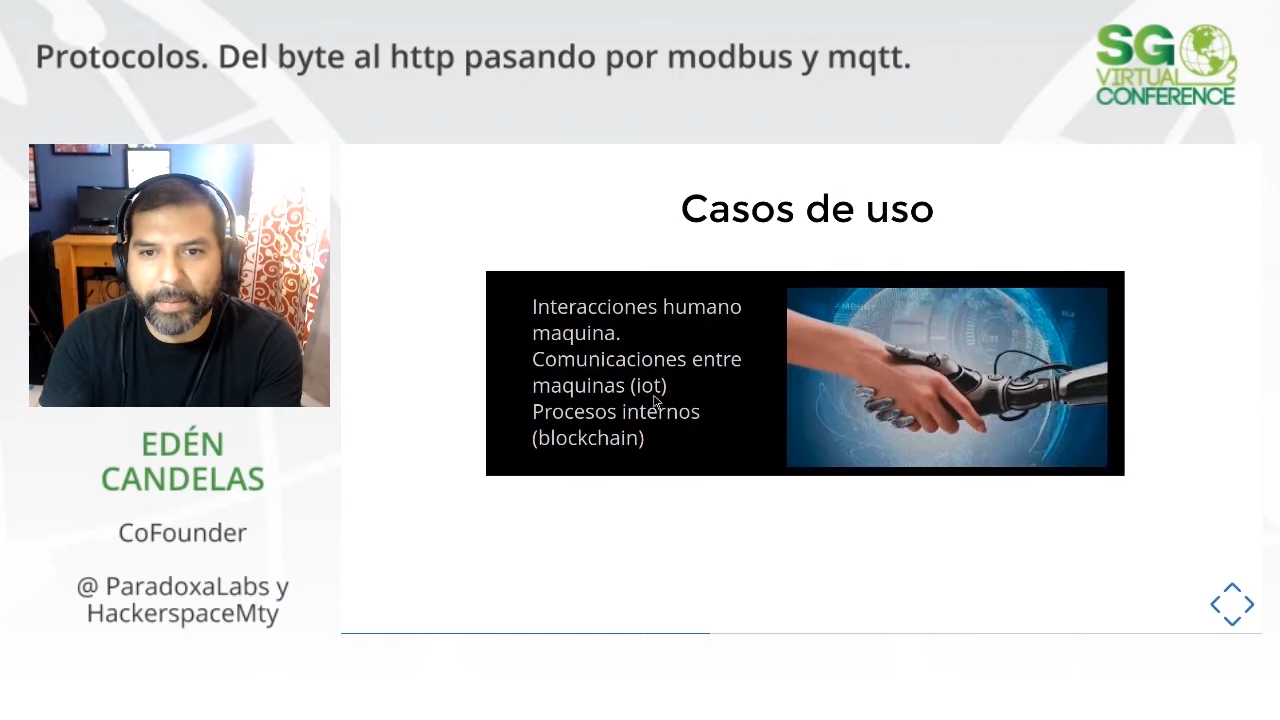 Protocolos. Del byte al http pasando por modbus y mqtt.
SG
VIRTUAL
CONFERENCE
Casos de uso
Interacciones humano
maquina.
Comunicaciones entre
maquinas (iot)
Procesos internos
(blockchain)
EDÉN
CANDELAS
CoFounder
@ ParadoxaLabs y
HackerspaceMty